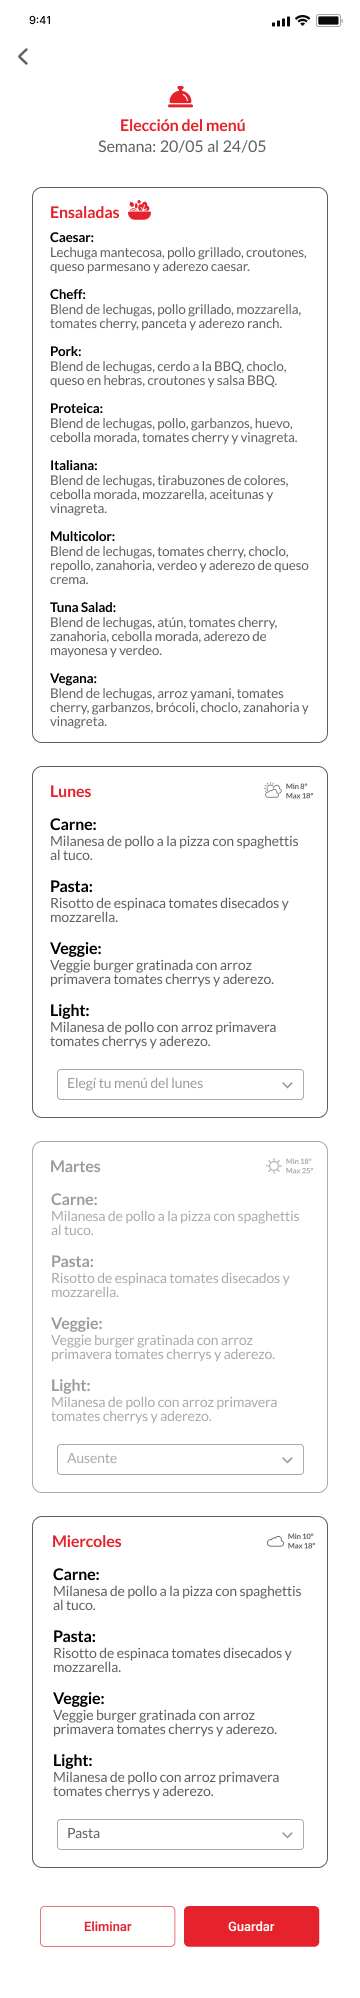 9:41
Elección del menú
Semana: 20/05 al 24/05
Ensaladas
Caesar:
Lechuga mantecosa, pollo grillado, croutones,
queso parmesano y aderezo caesar.
Cheff:
Blend de lechugas, pollo grillado, mozzarella,
tomates cherry, panceta y aderezo ranch.
Pork:
Blend de lechugas, cerdo a la BBQ, choclo,
queso en hebras, croutones y salsa BBQ.
Proteica:
Blend de lechugas, pollo, garbanzos, huevo,
cebolla morada, tomates cherry y vinagreta.
Italiana:
Blend de lechugas, tirabuzones de colores,
cebolla morada, mozzarella, aceitunas y
vinagreta.
Multicolor:
Blend de lechugas, tomates cherry, choclo,
repollo, zanahoria, verdeo y aderezo de queso
crema.
Tuna Salad:
Blend de lechugas, atún, tomates cherry,
zanahoria, cebolla morada, aderezo de
mayonesa y verdeo.
Vegana:
Blend de lechugas, arroz yamani, tomates
cherry, garbanzos, brócoli, choclo, zanahoria y
vinagreta.
Lunes
Min 8°
Max 18°
Carne:
Milanesa de pollo a la pizza con spaghettis
al tuco.
Pasta:
Risotto de espinaca tomates disecados y
mozzarella.
Veggie:
Veggie burger gratinada con arroz
primavera tomates cherrys y aderezo.
Light:
Milanesa de pollo con arroz primavera
tomates cherrys y aderezo.
Elegí tu menú del lunes
Martes
Min 18°
Max 25°
Carne:
Milanesa de pollo a la pizza con spaghettis
al tuco.
Pasta:
Risotto de espinaca tomates disecados y
mozzarella.
Veggie:
Veggie burger gratinada con arroz
primavera tomates cherrys y aderezo.
Light:
Milanesa de pollo con arroz primavera
tomates cherrys y aderezo.
Ausente
Miercoles
Min 10°
Max 18°
Carne:
Milanesa de pollo a la pizza con spaghettis
al tuco.
Pasta:
Risotto de espinaca tomates disecados y
mozzarella.
Veggie:
Veggie burger gratinada con arroz
primavera tomates cherrys y aderezo.
Light:
Milanesa de pollo con arroz primavera
tomates cherrys y aderezo.
Pasta
Eliminar
Guardar